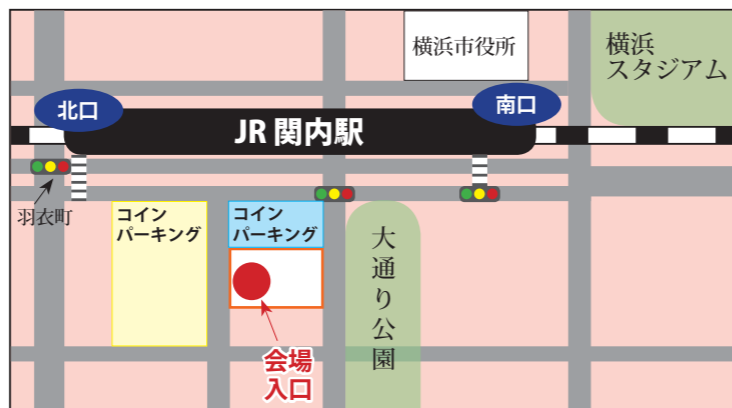 横浜市役所
横浜
スタジアム
北口
南口
JR 関内駅
羽衣町
コイン
パーキング
コイン
パーキング
大通り公園
会場
入口